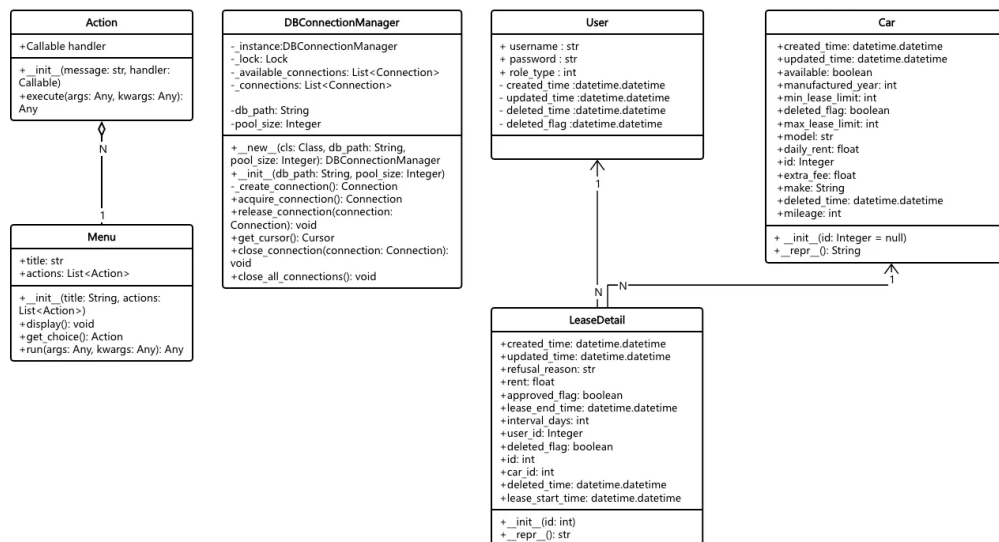 Action
+Callable handler
+__init__(message: str, handler:
Callable)
+execute(args: Any, kwargs: Any):
Any
N
1
Menu
+title: str
+actions: List<Action>
+__init__(title: String, actions:
List<Action>)
+display(): void
+get_choice(): Action
+run(args: Any, kwargs: Any): Any
DBConnectionManager
-_instance:DBConnectionManager
-_lock: Lock
-_available_connections: List<Connection>
-_connections: List<Connection>
-db_path: String
-pool_size: Integer
+__new__(cls: Class, db_path: String,
pool_size: Integer): DBConnectionManager
+__init__(db_path: String, pool_size: Integer)
-_create_connection(): Connection
+acquire_connection(): Connection
+release_connection(connection:
Connection): void
+get_cursor(): Cursor
+close_connection(connection: Connection):
void
+close_all_connections(): void
User
+ username : str
+ password : str
+ role_type : int
- created_time :datetime.datetime
- updated_time :datetime.datetime
- deleted_time :datetime.datetime
- deleted_flag :datetime.datetime
1
N
Car
+created_time: datetime.datetime
+updated_time: datetime.datetime
+available: boolean
+manufactured_year: int
+min_lease_limit: int
+deleted_flag: boolean
+max_lease_limit: int
+model: str
+daily_rent: float
+id: Integer
+extra_fee: float
+make: String
+deleted_time: datetime.datetime
+mileage: int
+ __init__(id: Integer = null)
+__repr__(): String
1
N
LeaseDetail
+created_time: datetime.datetime
+updated_time: datetime.datetime
+refusal_reason: str
+rent: float
+approved_flag: boolean
+lease_end_time: datetime.datetime
+interval_days: int
+user_id: Integer
+deleted_flag: boolean
+id: int
+car_id: int
+deleted_time: datetime.datetime
+lease_start_time: datetime.datetime
+__init__(id: int)
+__repr__(): str